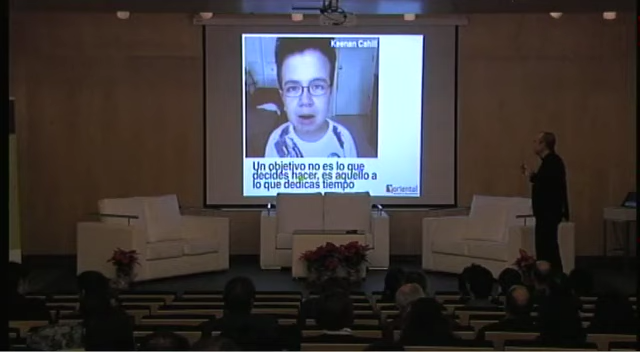 Keenan Cahill
Un objetivo no es lo que
decides hacer, es aquello a
lo que dedicas tiempo
oriental